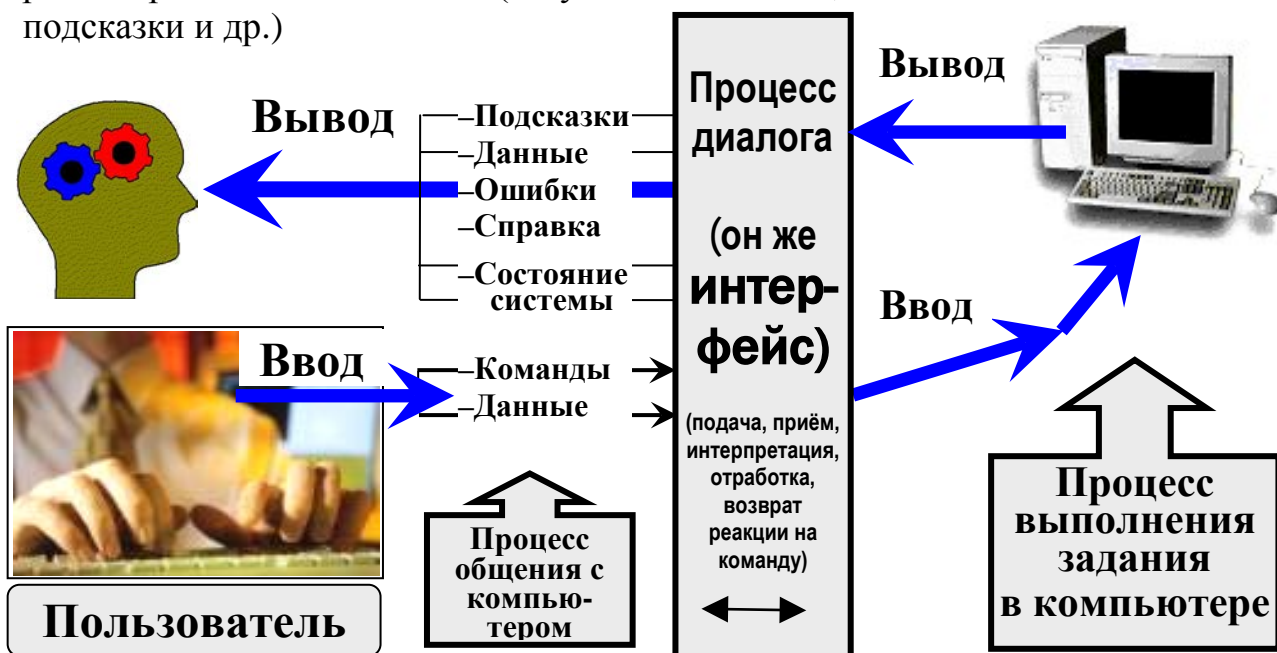 подсказки и др.)
Вывод
–Подсказки
–Данные
–Ошибки
–Справка
–Состояние
системы
Ввод
–Команды
–Данные
Пользователь
Процесс
общения с
компью-
тером
Процесс
диалога
(он же
интер-
фейс)
(подача, приём,
интерпретация,
отработка,
возврат
реакции на
команду)
Вывод
Ввод
Процесс
выполнения
задания
в компьютере